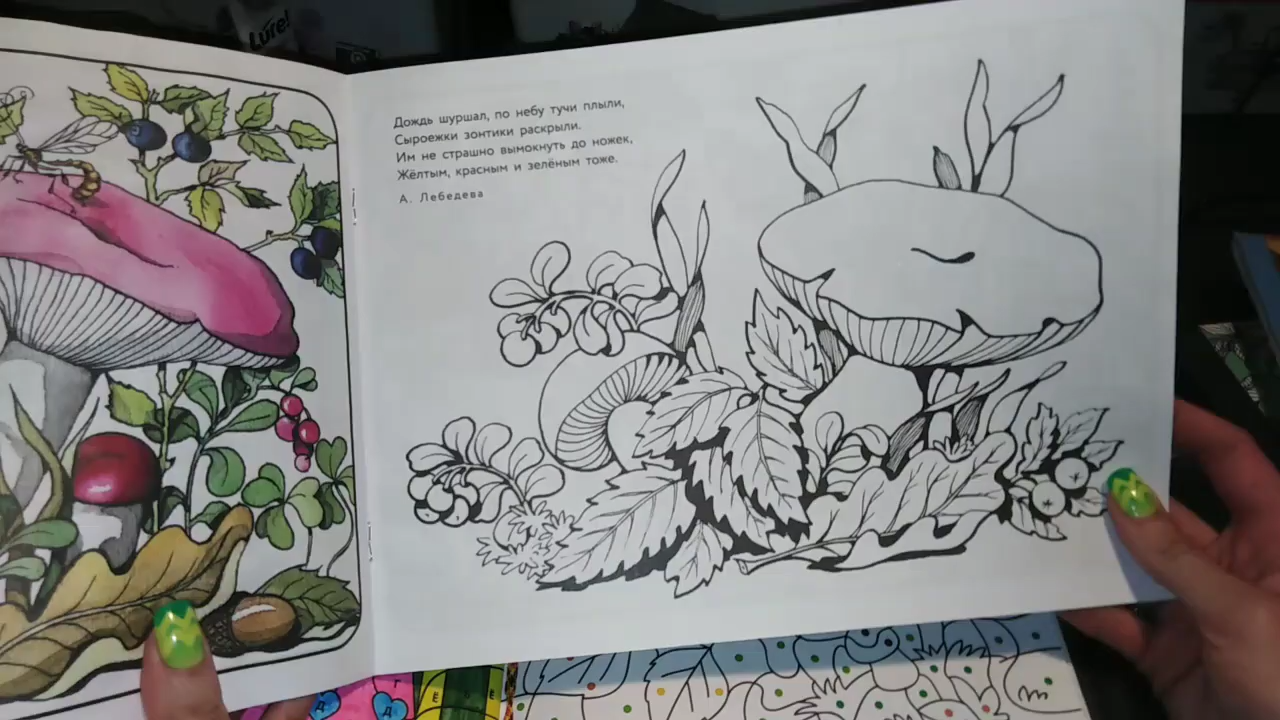 Lure!
Дождь шуршал, по небу тучи плыли,
Сыроежки зонтики раскрыли.
Им не страшно вымокнуть до ножек,
Жёлтым, красным и зелёным тоже.
А. Лебедева
Г Ё Е
Д Д